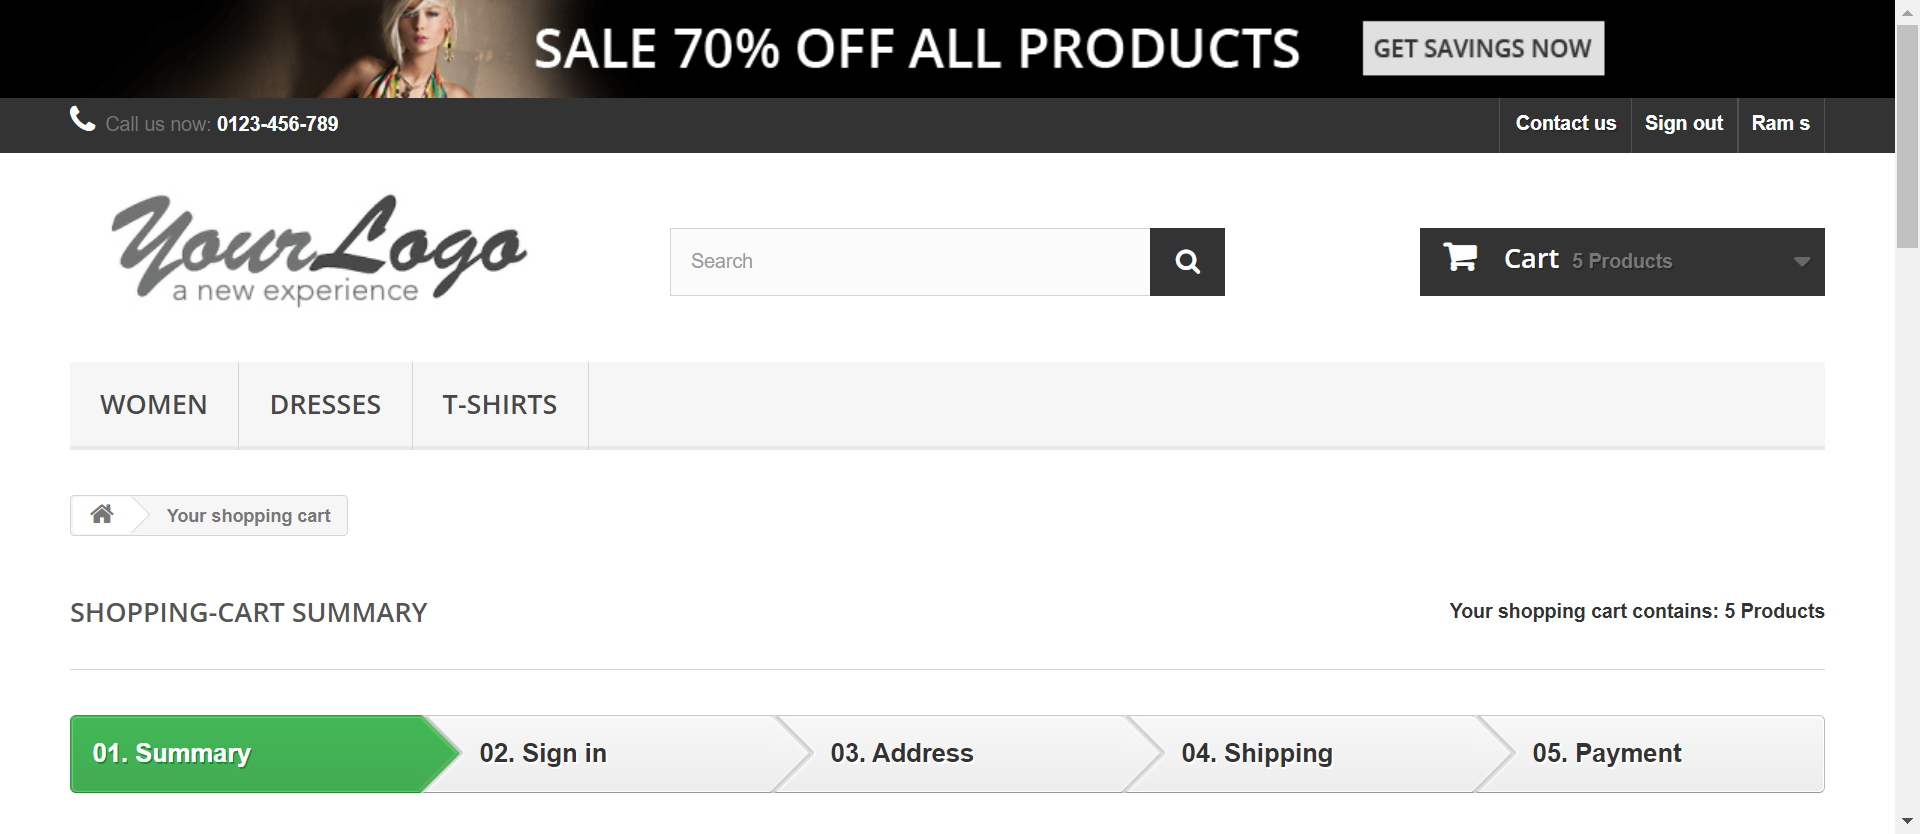 SALE 70% OFF ALL PRODUCTS
GET SAVINGS NOW
Call us now: 0123-456-789
Contact us
Sign out
Ram s
Your Logo
a new experience
Search
Cart 5 Products
WOMEN
DRESSES
T-SHIRTS
Your shopping cart
SHOPPING-CART SUMMARY
Your shopping cart contains: 5 Products
01. Summary
02. Sign in
03. Address
04. Shipping
05. Payment